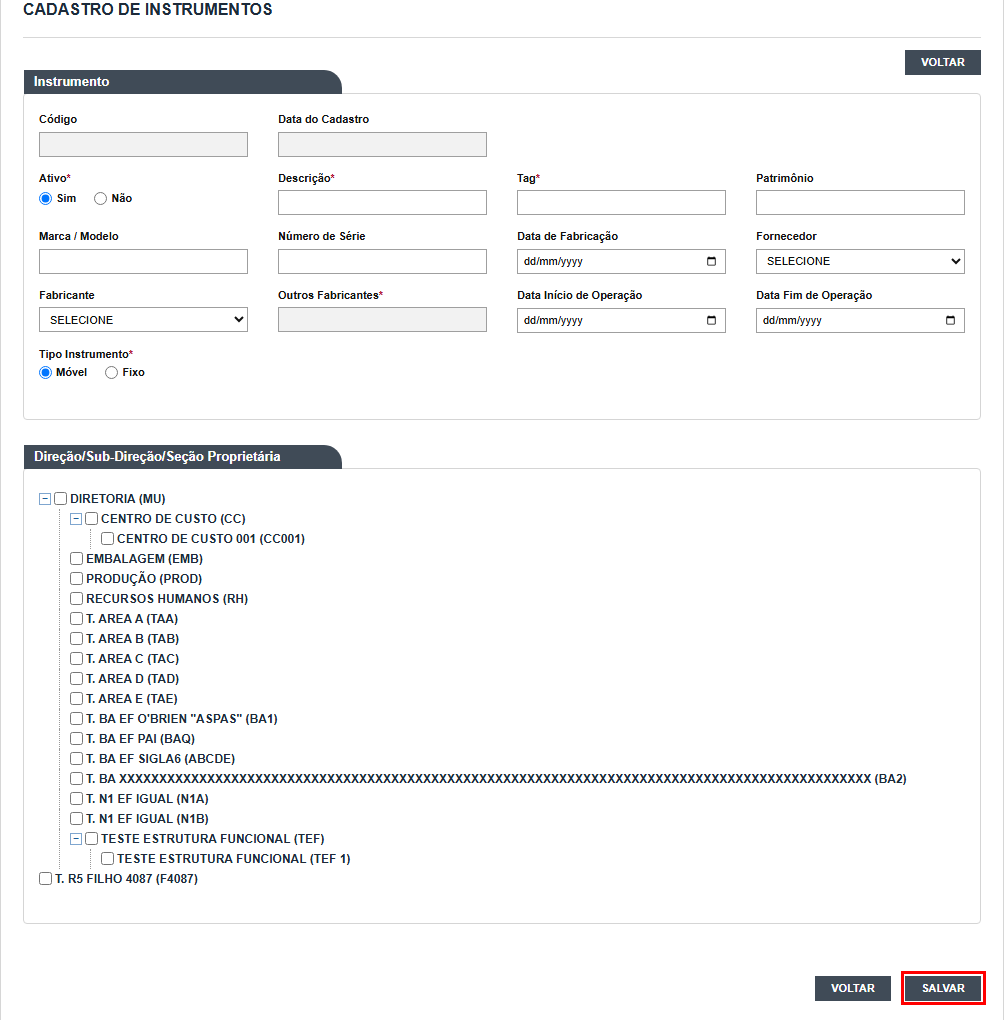 CADASTRO DE INSTRUMENTOS
VOLTAR
Instrumento
Código Data do Cadastro
Ativo* Descrição* Tag* Patrimônio
Sim Não
Marca / Modelo Número de Série Data de Fabricação Fornecedor
dd/mm/yyyy SELECIONE
Fabricante Outros Fabricantes* Data Início de Operação Data Fim de Operação
SELECIONE dd/mm/yyyy dd/mm/yyyy
Tipo Instrumento*
Móvel Fixo
Direção/Sub-Direção/Seção Proprietária
DIRETORIA (MU)
CENTRO DE CUSTO (CC)
CENTRO DE CUSTO 001 (CC001)
EMBALAGEM (EMB)
PRODUÇÃO (PROD)
RECURSOS HUMANOS (RH)
T. AREA A (TAA)
T. AREA B (TAB)
T. AREA C (TAC)
T. AREA D (TAD)
T. AREA E (TAE)
T. BA EF O'BRIEN "ASPAS" (BA1)
T. BA EF PAI (BAQ)
T. BA EF SIGLA6 (ABCDE)
T. BA XXXXXXXXXXXXXXXXXXXXXXXXXXXXXXXXXXXXXXXXXXXXXXXXXXXXXXXXXXXXXXXXXXXXXXXXXXXXXXXXXXXXXXXXXXXXXX (BA2)
T. N1 EF IGUAL (N1A)
T. N1 EF IGUAL (N1B)
TESTE ESTRUTURA FUNCIONAL (TEF)
TESTE ESTRUTURA FUNCIONAL (TEF 1)
T. R5 FILHO 4087 (F4087)
VOLTAR SALVAR